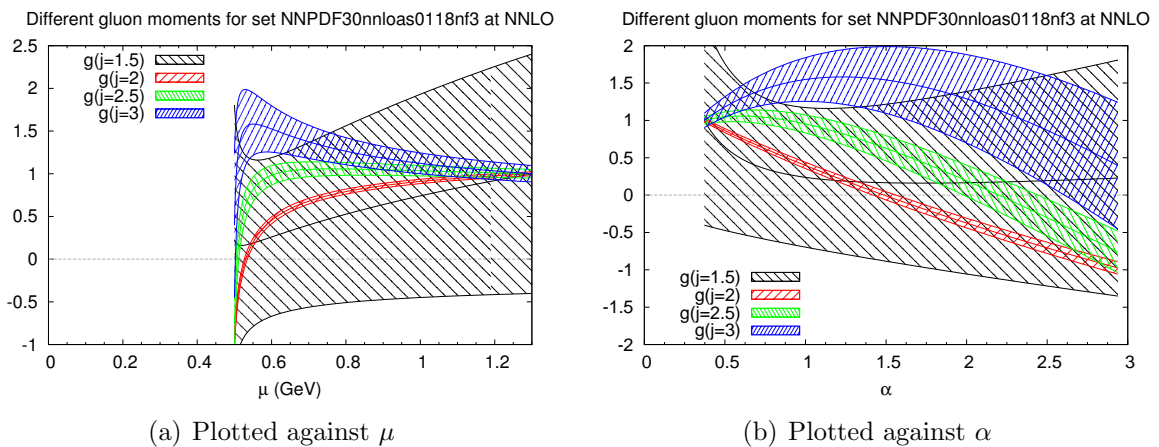 Different gluon moments for set NNPDF30nnloas0118nf3 at NNLO
2.5
2
1.5
1
0.5
0
-0.5
-1
g(j=1.5)
g(j=2)
g(j=2.5)
g(j=3)
0 0.2 0.4 0.6 0.8 1 1.2
μ (GeV)
(a) Plotted against μ
Different gluon moments for set NNPDF30nnloas0118nf3 at NNLO
2
1.5
1
0.5
0
-0.5
-1
-1.5
-2
g(j=1.5)
g(j=2)
g(j=2.5)
g(j=3)
0 0.5 1 1.5 2 2.5 3
α
(b) Plotted against α